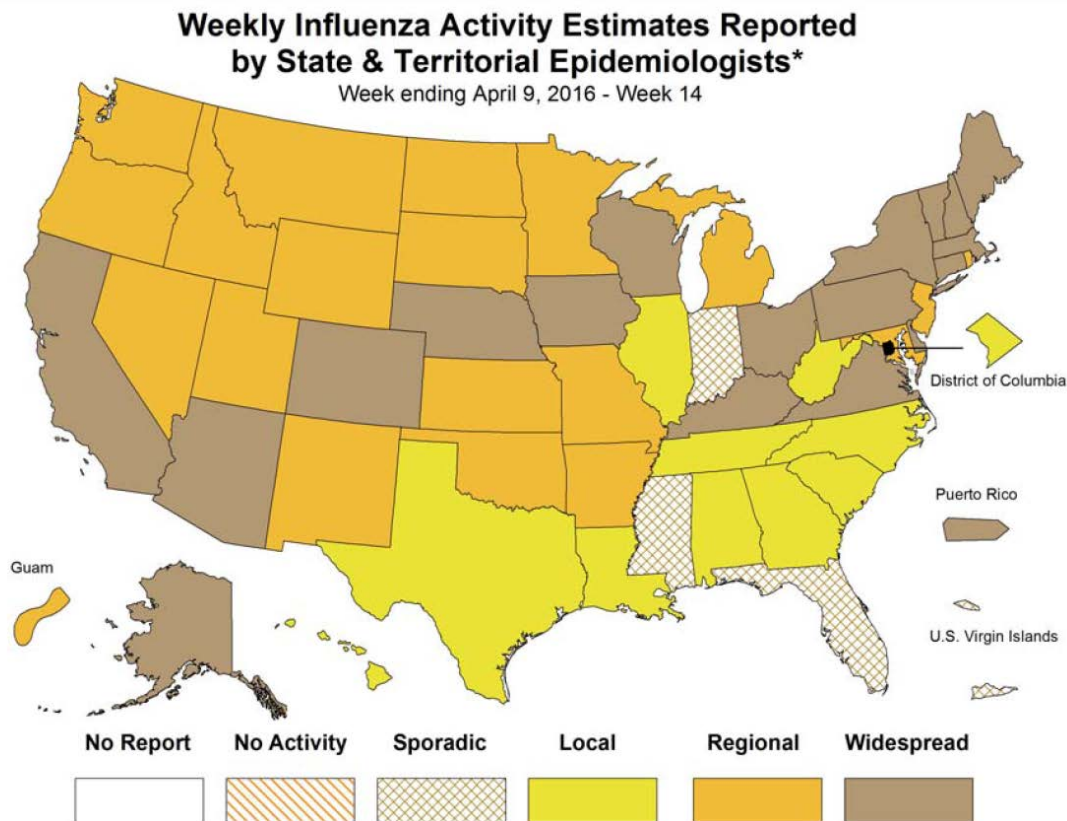 Weekly Influenza Activity Estimates Reported
by State & Territorial Epidemiologists*
Week ending April 9, 2016 - Week 14
District of Columbia
Puerto Rico
Guam
U.S. Virgin Islands
No Report
No Activity
Sporadic
Local
Regional
Widespread